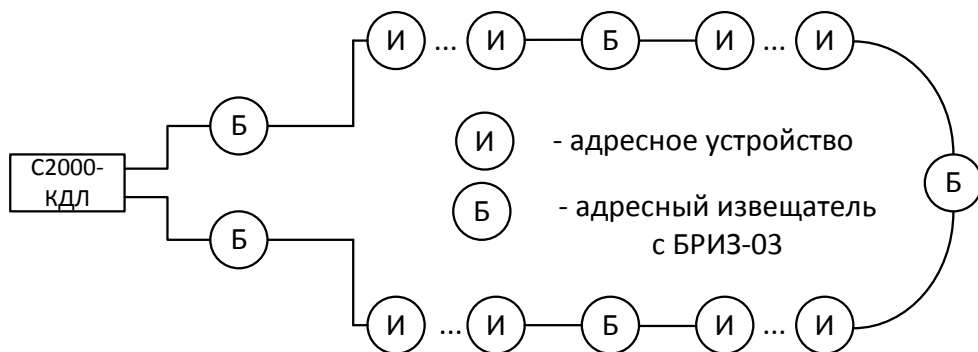 И ... И Б И ... И
Б
С2000-
КДЛ
И - адресное устройство
Б - адресный извещатель
с БРИЗ-03
Б
Б
И ... И Б И ... И